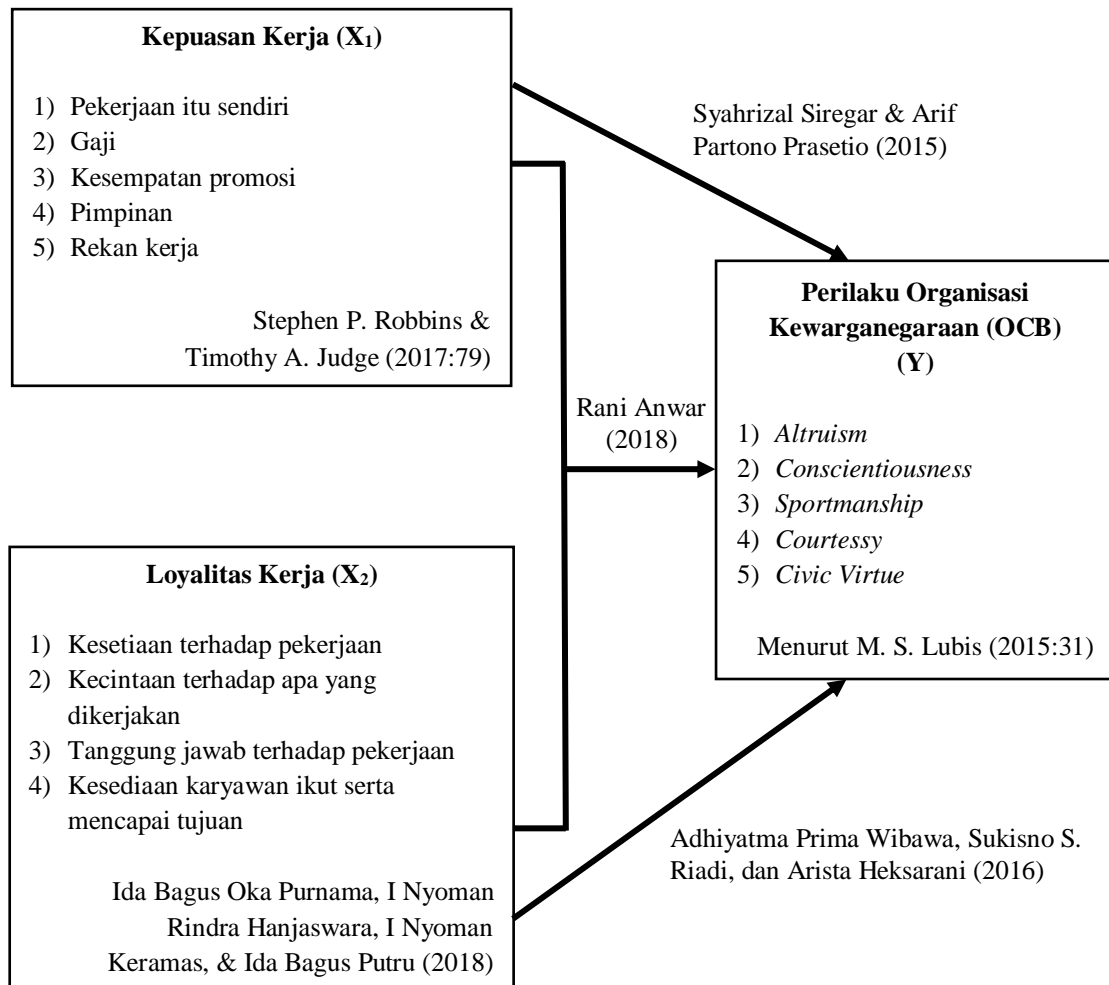 Kepuasan Kerja (X₁)
1) Pekerjaan itu sendiri
2) Gaji
3) Kesempatan promosi
4) Pimpinan
5) Rekan kerja
Stephen P. Robbins &
Timothy A. Judge (2017:79)
Syahrizal Siregar & Arif
Partono Prasetio (2015)
Rani Anwar
(2018)
Perilaku Organisasi
Kewarganegaraan (OCB)
(Y)
1) Altruism
2) Conscientiousness
3) Sportmanship
4) Courtessy
5) Civic Virtue
Menurut M. S. Lubis (2015:31)
Loyalitas Kerja (X₂)
1) Kesetiaan terhadap pekerjaan
2) Kecintaan terhadap apa yang
dikerjakan
3) Tanggung jawab terhadap pekerjaan
4) Kesediaan karyawan ikut serta
mencapai tujuan
Ida Bagus Oka Purnama, I Nyoman
Rindra Hanjaswara, I Nyoman
Keramas, & Ida Bagus Putru (2018)
Adhiyatma Prima Wibawa, Sukisno S.
Riadi, dan Arista Heksarani (2016)